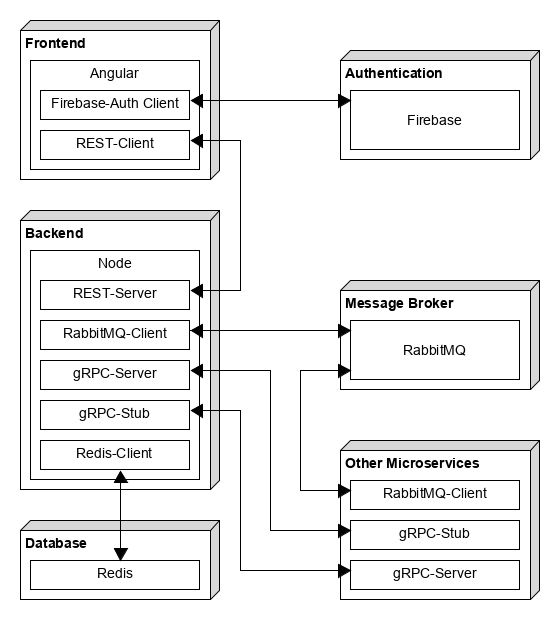 Frontend
Angular
Firebase-Auth Client
REST-Client
Authentication
Firebase
Backend
Node
REST-Server
RabbitMQ-Client
gRPC-Server
gRPC-Stub
Redis-Client
Message Broker
RabbitMQ
Other Microservices
RabbitMQ-Client
gRPC-Stub
gRPC-Server
Database
Redis